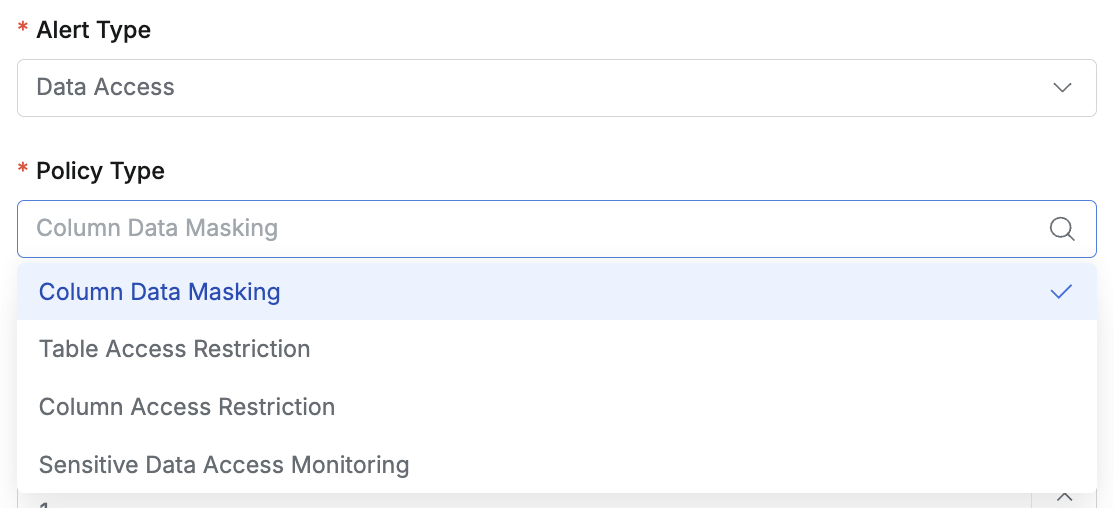 * Alert Type
Data Access
* Policy Type
Column Data Masking
Column Data Masking
Table Access Restriction
Column Access Restriction
Sensitive Data Access Monitoring